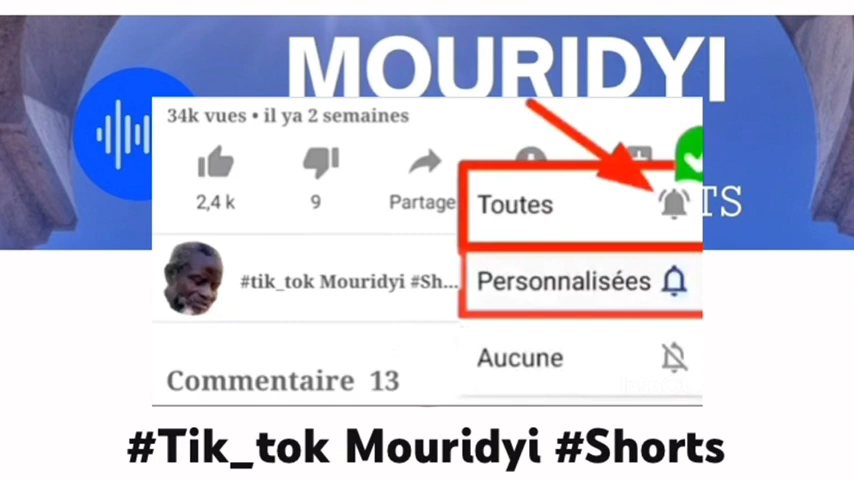 MOURIDYI
34k vues • il ya 2 semaines
TS
2,4 k
9
Partage
Toutes
#tik_tok Mouridyi #Sh...
Personnalisées
Aucune
Commentaire 13
#Tik_tok Mouridyi #Shorts